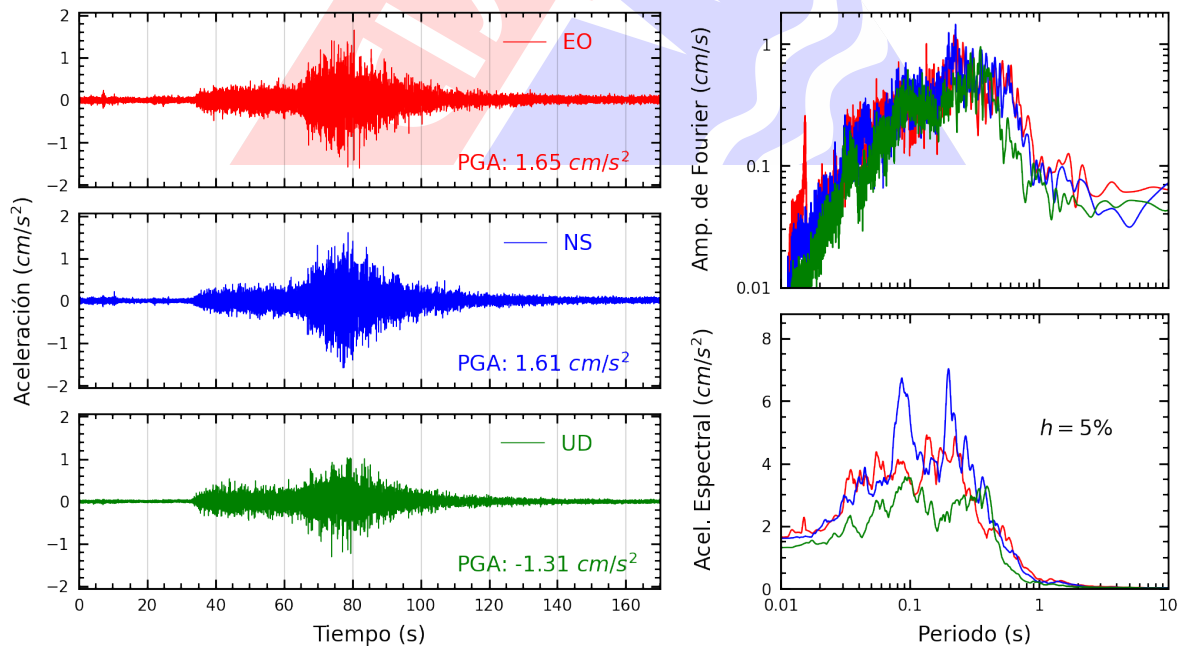 Aceleración (cm/s²)
2
1
0
−1
−2
EO
PGA: 1.65 cm/s²
2
1
0
−1
−2
NS
PGA: 1.61 cm/s²
2
1
0
−1
−2
UD
PGA: -1.31 cm/s²
0 20 40 60 80 100 120 140 160
Tiempo (s)
Amp. de Fourier (cm/s)
1
0.1
0.01
Acel. Espectral (cm/s²)
8
6
4
2
0
h = 5%
0.01 0.1 1 10
Periodo (s)